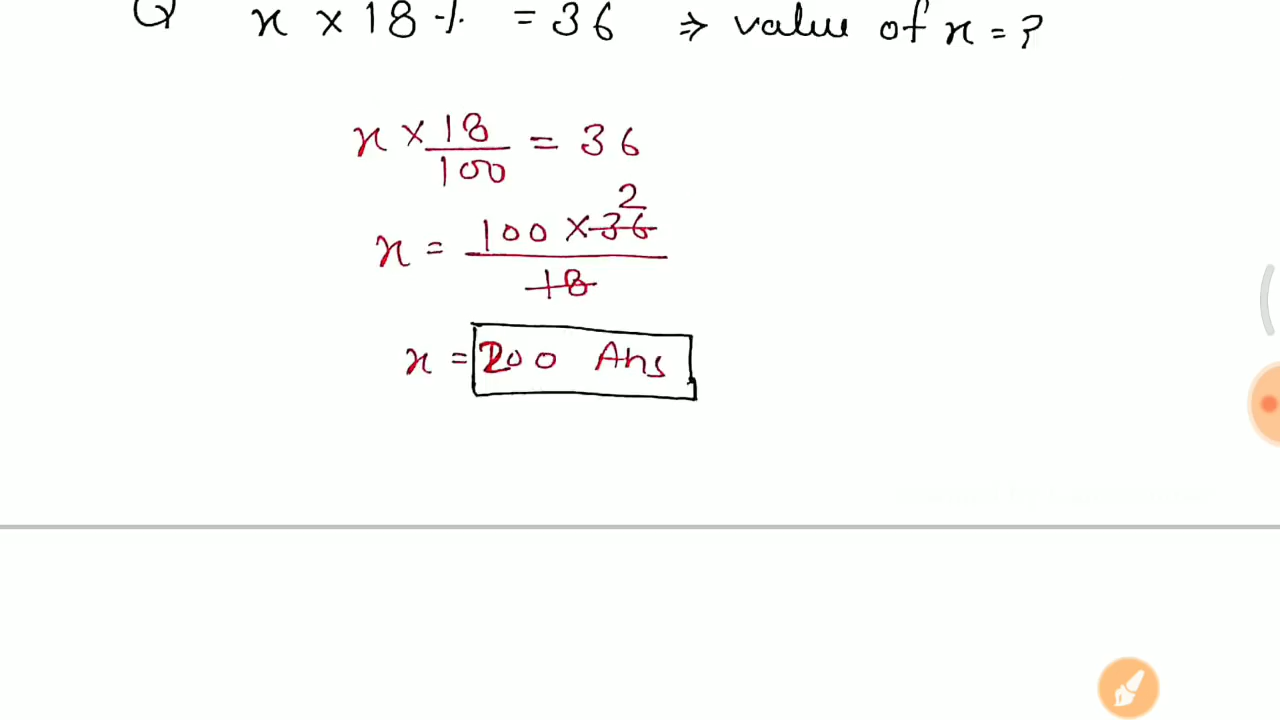 Q x × 18 % = 36 ⇒ value of x = ?
x × 18/100 = 36
x = 100 × 36/18
2
x = 200 Ans